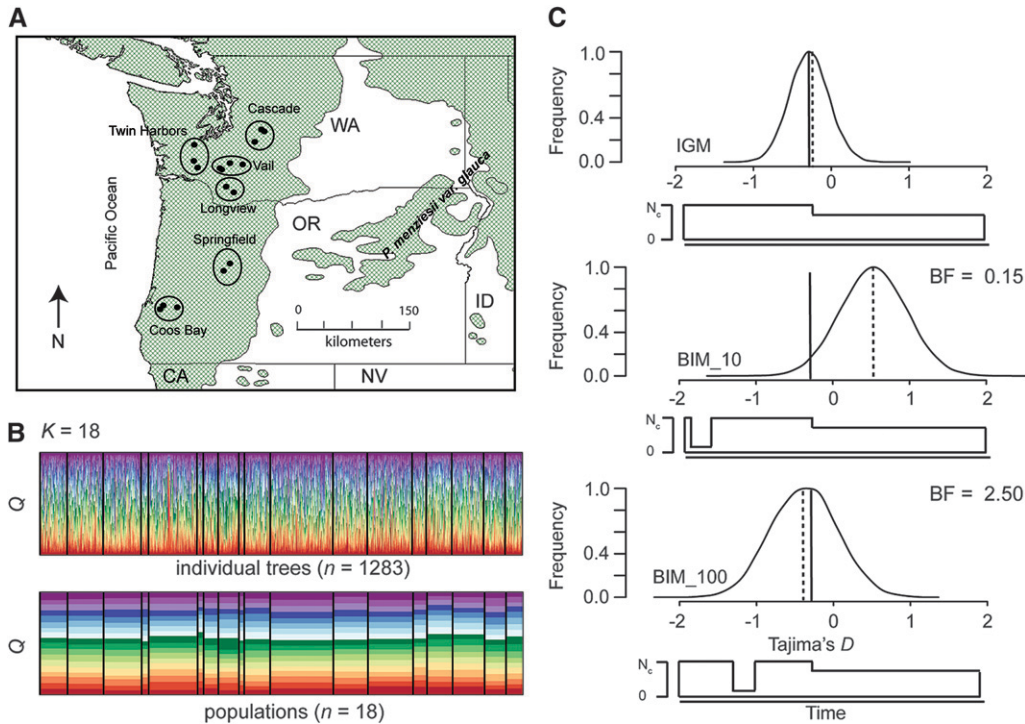 A
Cascade
Twin Harbors
WA
Vail
Longview
Pacific Ocean
OR
P. menziesii var. glauca
Springfield
ID
0 150
kilometers
Coos Bay
N
CA
NV
B
K = 18
Q
individual trees (n = 1283)
Q
populations (n = 18)
C
Frequency
1.0
0.4
0.0
IGM
-2 -1 0 1 2
Nc
0
Frequency
1.0
0.4
0.0
BF = 0.15
BIM_10
-2 -1 0 1 2
Nc
0
Frequency
1.0
0.4
0.0
BF = 2.50
BIM_100
-2 -1 0 1 2
Tajima's D
Nc
0
Time